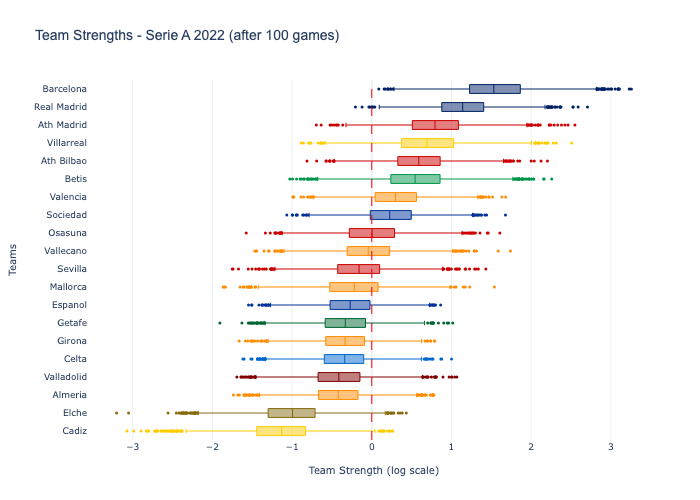 Team Strengths - Serie A 2022 (after 100 games)
Barcelona
Real Madrid
Ath Madrid
Villarreal
Ath Bilbao
Betis
Valencia
Sociedad
Osasuna
Vallecano
Sevilla
Mallorca
Espanol
Getafe
Girona
Celta
Valladolid
Almeria
Elche
Cadiz
Teams
−3 −2 −1 0 1 2 3
Team Strength (log scale)